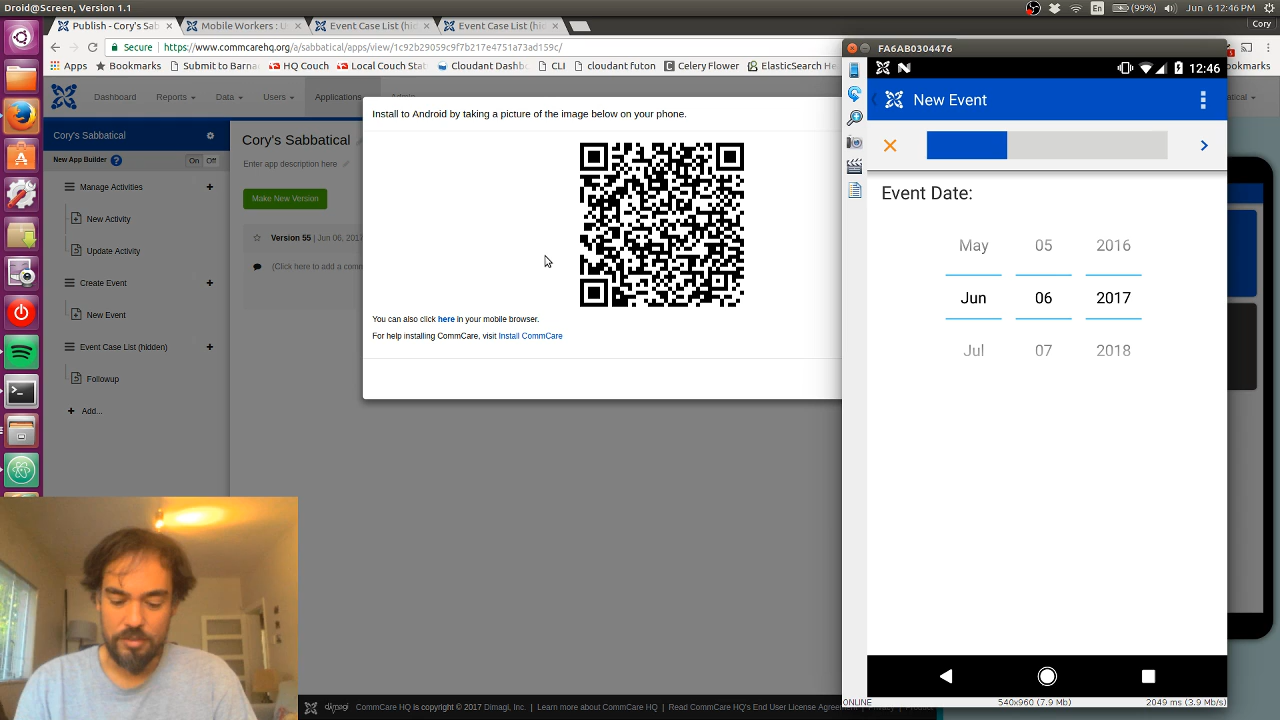 Droid@Screen, Version 1.1
En (99%) Jun 6 12:46 PM
Publish - Cory's Sab
Mobile Workers : U
Event Case List (hi
Event Case List (hi
Cory
Secure https://www.commcarehq.org/a/sabbatical/apps/view/1c92b29059c9f7b217e4751a73ad159c/
Apps Bookmarks Submit to Barna HQ Couch Local Couch Stat Cloudant Dashbo CLI cloudant futon Celery Flower ElasticSearch He
okmarks
Dashboard Reports Data Users Applications Admin
Cory's Sabbatical
New App Builder ? On Off
Manage Activities
New Activity
Update Activity
Create Event
New Event
Event Case List (hidden)
Followup
Add...
Cory's Sabbatical
Enter app description here
Make New Version
Version 55 | Jun 06, 201
(Click here to add a com
Install to Android by taking a picture of the image below on your phone.
You can also click here in your mobile browser.
For help installing CommCare, visit Install CommCare
FA6AB0304476
12:46
New Event
Event Date:
May 05 2016
Jun 06 2017
Jul 07 2018
ONLINE 540x960 (7.9 Mb) 2049 ms (3.9 Mb/s)
dimagi CommCare HQ is copyright © 2017 Dimagi, Inc. | Learn more about CommCare HQ | Read CommCare HQ's End User License Agreement